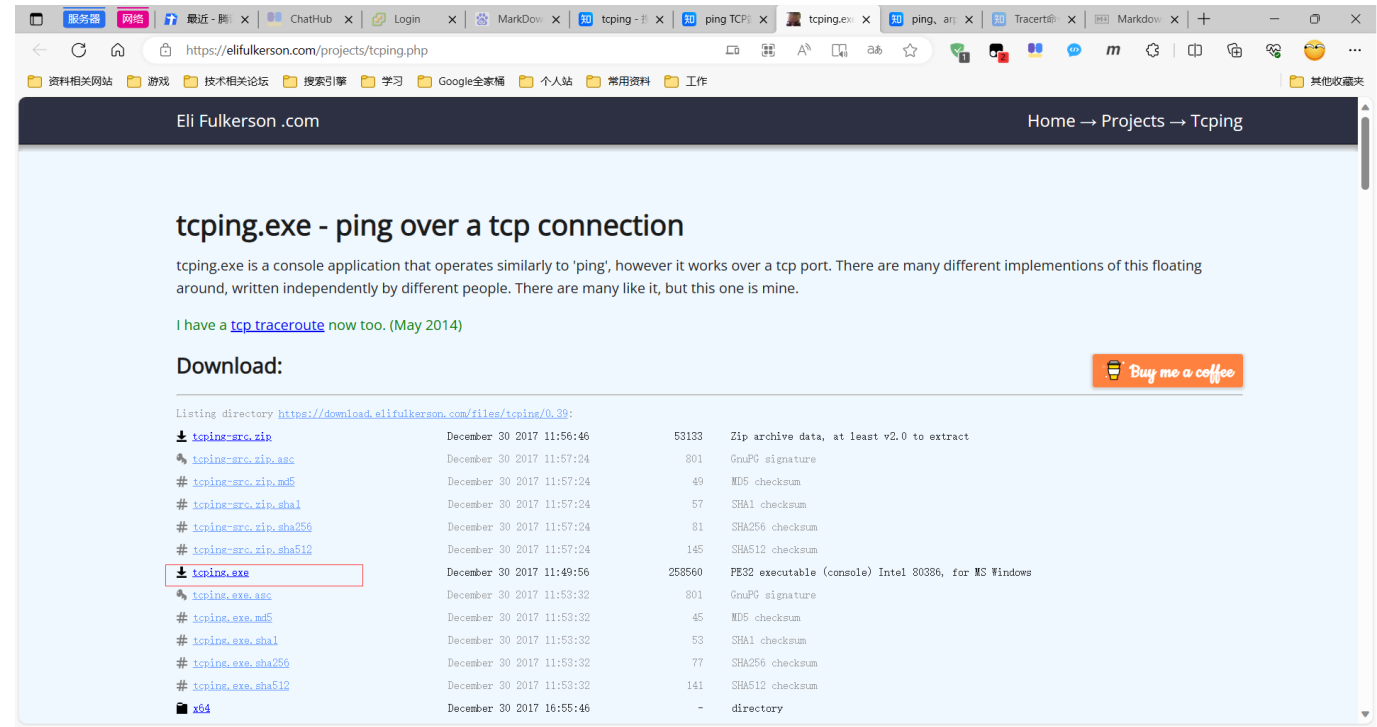 服务器 网络 最近 - 腾 ChatHub Login MarkDow tcping - ping TCP tcping.ex ping、ar Tracert命 Markdow
https://elifulkerson.com/projects/tcping.php
1 2
资料相关网站 游戏 技术相关论坛 搜索引擎 学习 Google全家桶 个人站 常用资料 工作 其他收藏夹
Eli Fulkerson .com Home → Projects → Tcping
tcping.exe - ping over a tcp connection
tcping.exe is a console application that operates similarly to 'ping', however it works over a tcp port. There are many different implementions of this floating
around, written independently by different people. There are many like it, but this one is mine.
I have a tcp traceroute now too. (May 2014)
Download:
Buy me a coffee
Listing directory https://download.elifulkerson.com/files/tcping/0.39:
tcping-src.zip December 30 2017 11:56:46 53133 Zip archive data, at least v2.0 to extract
tcping-src.zip.asc December 30 2017 11:57:24 801 GnuPG signature
tcping-src.zip.md5 December 30 2017 11:57:24 49 MD5 checksum
tcping-src.zip.sha1 December 30 2017 11:57:24 57 SHA1 checksum
tcping-src.zip.sha256 December 30 2017 11:57:24 81 SHA256 checksum
tcping-src.zip.sha512 December 30 2017 11:57:24 145 SHA512 checksum
tcping.exe December 30 2017 11:49:56 258560 PE32 executable (console) Intel 80386, for MS Windows
tcping.exe.asc December 30 2017 11:53:32 801 GnuPG signature
tcping.exe.md5 December 30 2017 11:53:32 45 MD5 checksum
tcping.exe.sha1 December 30 2017 11:53:32 53 SHA1 checksum
tcping.exe.sha256 December 30 2017 11:53:32 77 SHA256 checksum
tcping.exe.sha512 December 30 2017 11:53:32 141 SHA512 checksum
x64 December 30 2017 16:55:46 - directory